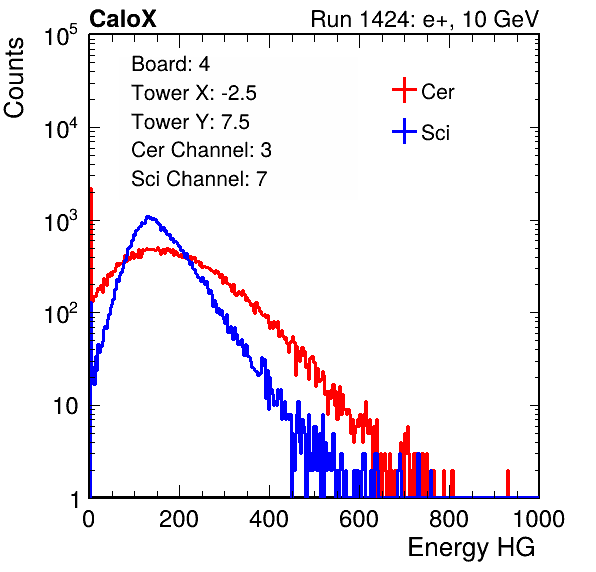 CaloX Run 1424: e+, 10 GeV
Counts
10^5
10^4
10^3
10^2
10
1
Board: 4
Tower X: -2.5
Tower Y: 7.5
Cer Channel: 3
Sci Channel: 7
Cer
Sci
0 200 400 600 800 1000
Energy HG